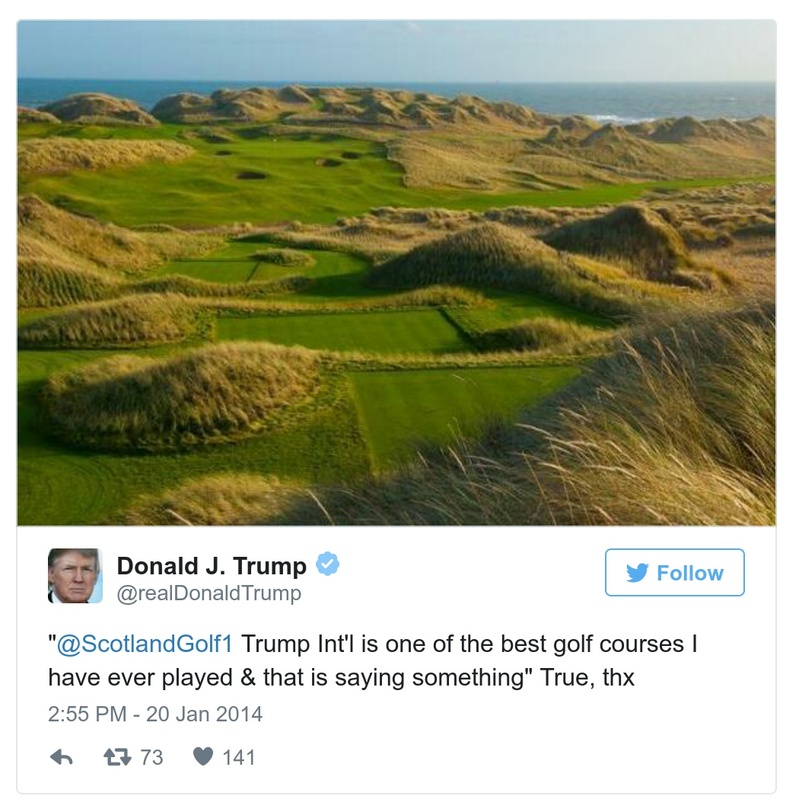 Donald J. Trump
@realDonaldTrump
Follow
"@ScotlandGolf1 Trump Int'l is one of the best golf courses I
have ever played & that is saying something" True, thx
2:55 PM - 20 Jan 2014
73 141